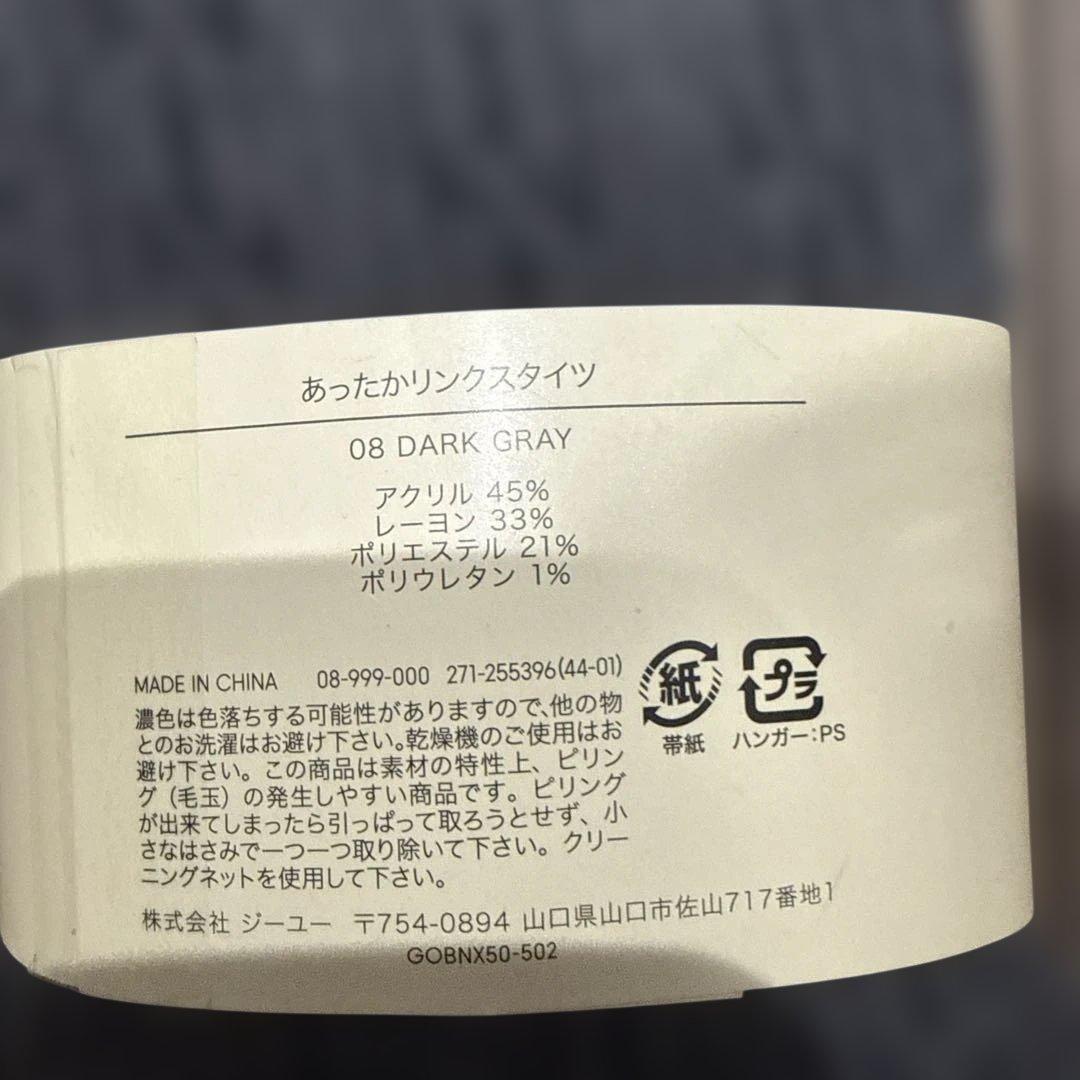 あったかリンクスタイツ
08 DARK GRAY
アクリル 45%
レーヨン 33%
ポリエステル 21%
ポリウレタン 1%
MADE IN CHINA 08-999-000 271-255396(44-01)
濃色は色落ちする可能性がありますので、他の物
とのお洗濯はお避け下さい。乾燥機のご使用はお
避け下さい。この商品は素材の特性上、ピリン
グ（毛玉）の発生しやすい商品です。ピリング
が出来てしまったら引っぱって取ろうとせず、小
さなはさみで一つ一つ取り除いて下さい。クリー
ニングネットを使用して下さい。
紙
帯紙
プラ
ハンガー:PS
株式会社 ジーユー 〒754-0894 山口県山口市佐山717番地1
GOBNX50-502